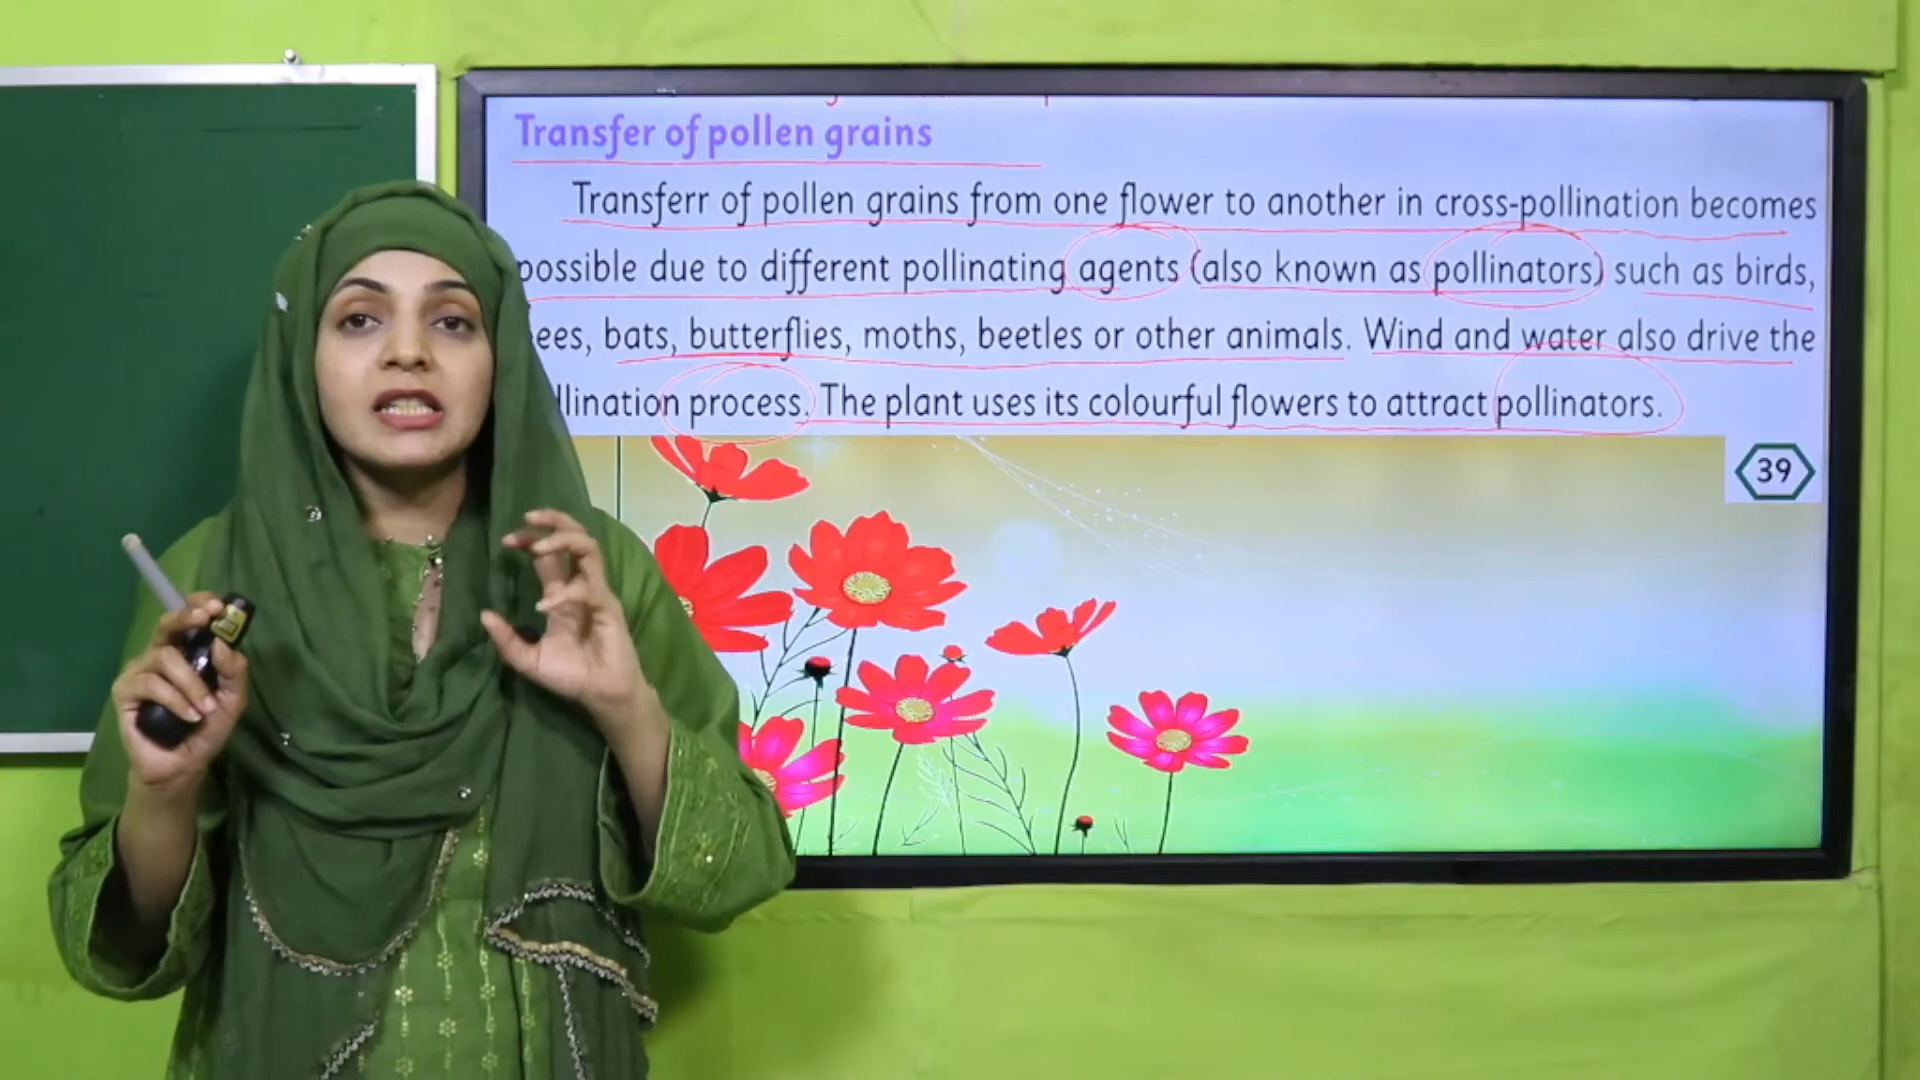 Transfer of pollen grains
Transferr of pollen grains from one flower to another in cross-pollination becomes
possible due to different pollinating agents (also known as pollinators) such as birds,
bats, butterflies, moths, beetles or other animals. Wind and water also drive the
process. The plant uses its colourful flowers to attract pollinators.
39